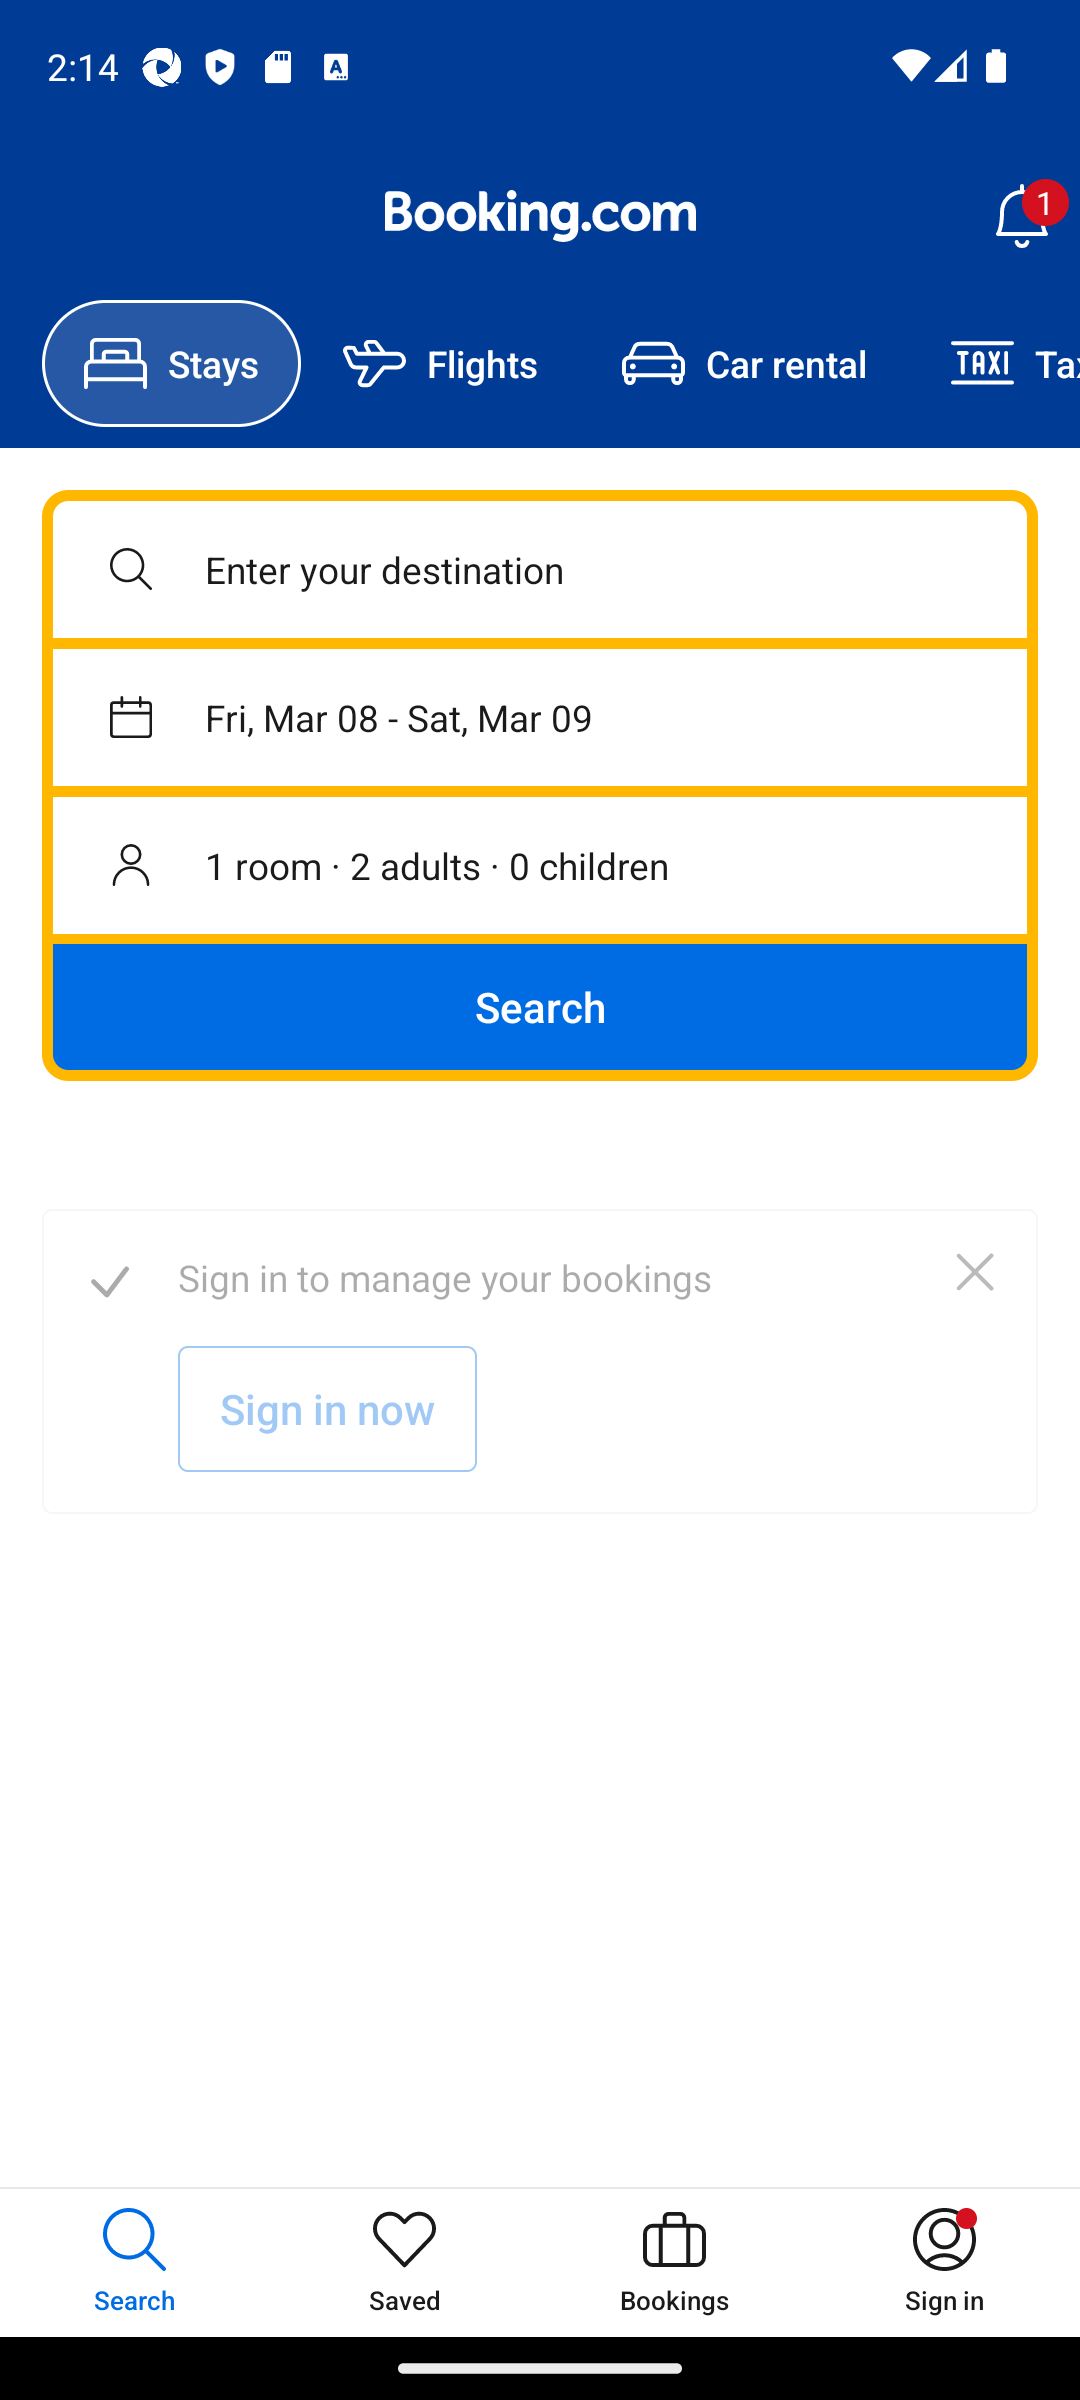 2:14
Booking.com
1
Stays
Flights
Car rental
TAXI
Enter your destination
Fri, Mar 08 - Sat, Mar 09
1 room · 2 adults · 0 children
Search
Sign in to manage your bookings
Sign in now
Search
Saved
Bookings
Sign in